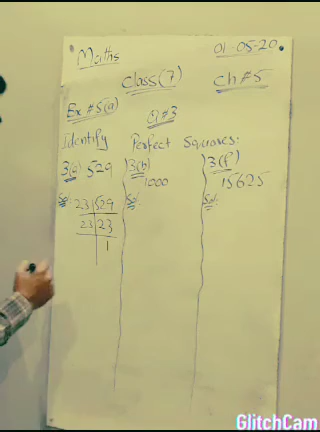 Maths 01-05-20.
Class(7) Ch#5
Ex#5(a) Q#3
Identify Perfect Squares:
3(a) 529
Sol:
23 | 529
23 | 23
1
3(b)
1000
Sol:
3(f)
15625
Sol:
GlitchCam